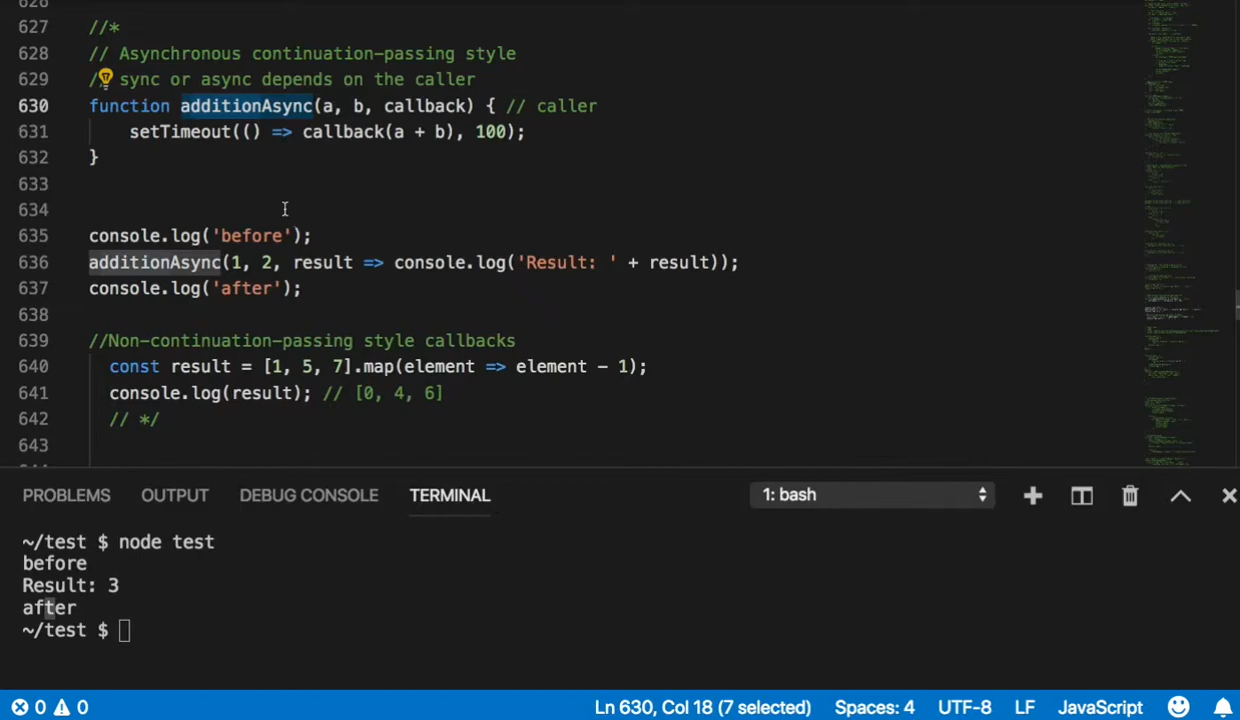 626
627 //*
628 // Asynchronous continuation-passing style
629 / sync or async depends on the caller
630 function additionAsync(a, b, callback) { // caller
631 setTimeout(() => callback(a + b), 100);
632 }
633
634
635 console.log('before');
636 additionAsync(1, 2, result => console.log('Result: ' + result));
637 console.log('after');
638
639 //Non-continuation-passing style callbacks
640 const result = [1, 5, 7].map(element => element - 1);
641 console.log(result); // [0, 4, 6]
642 // */
643
PROBLEMS OUTPUT DEBUG CONSOLE TERMINAL 1: bash
~/test $ node test
before
Result: 3
after
~/test $
0 0 Ln 630, Col 18 (7 selected) Spaces: 4 UTF-8 LF JavaScript